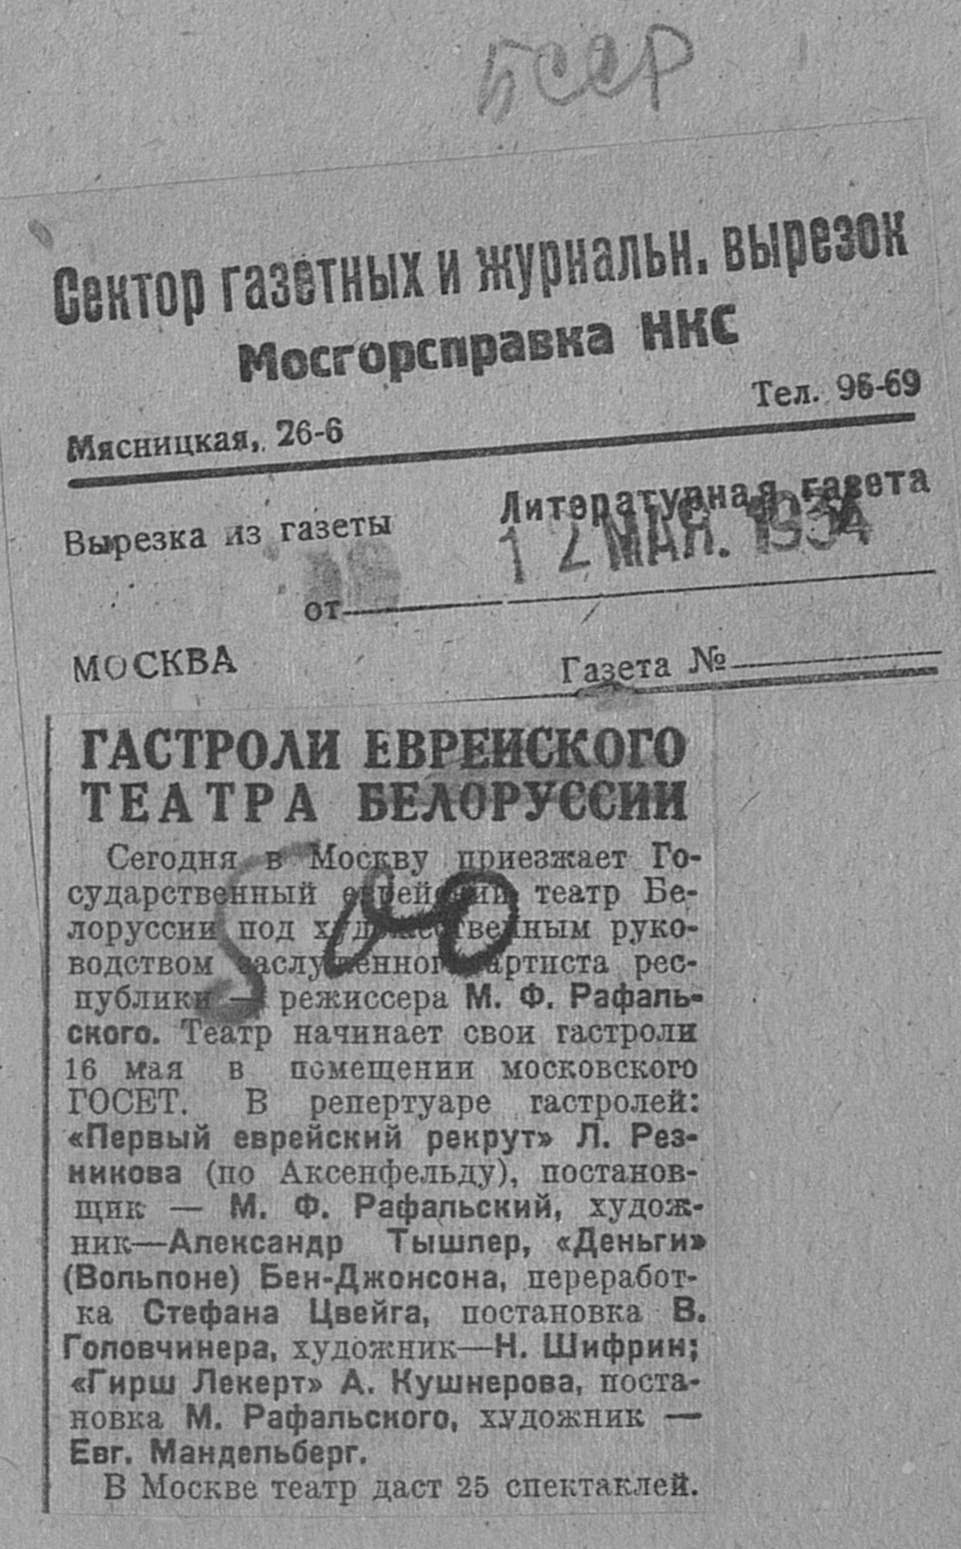 БССР
Сектор газетных и журнальн. вырезок
Мосгорсправка НКС
Мясницкая, 26-6
Тел. 96-69
Вырезка из газеты
Литературная газета
12 МАЯ. 1934
от
МОСКВА
Газета №
ГАСТРОЛИ ЕВРЕЙСКОГО
ТЕАТРА БЕЛОРУССИИ
Сегодня в Москву приезжает Го-
сударственный еврейский театр Бе-
лоруссии под художественным руко-
водством заслуженного артиста рес-
публики — режиссера М. Ф. Рафаль-
ского. Театр начинает свои гастроли
16 мая в помещении московского
ГОСЕТ. В репертуаре гастролей:
«Первый еврейский рекрут» Л. Рез-
никова (по Аксенфельду), постанов-
щик — М. Ф. Рафальский, худож-
ник—Александр Тышлер, «Деньги»
(Вольпоне) Бен-Джонсона, переработ-
ка Стефана Цвейга, постановка В.
Головчинера, художник—Н. Шифрин;
«Гирш Лекерт» А. Кушнерова, поста-
новка М. Рафальского, художник —
Евг. Мандельберг.
В Москве театр даст 25 спектаклей.
500